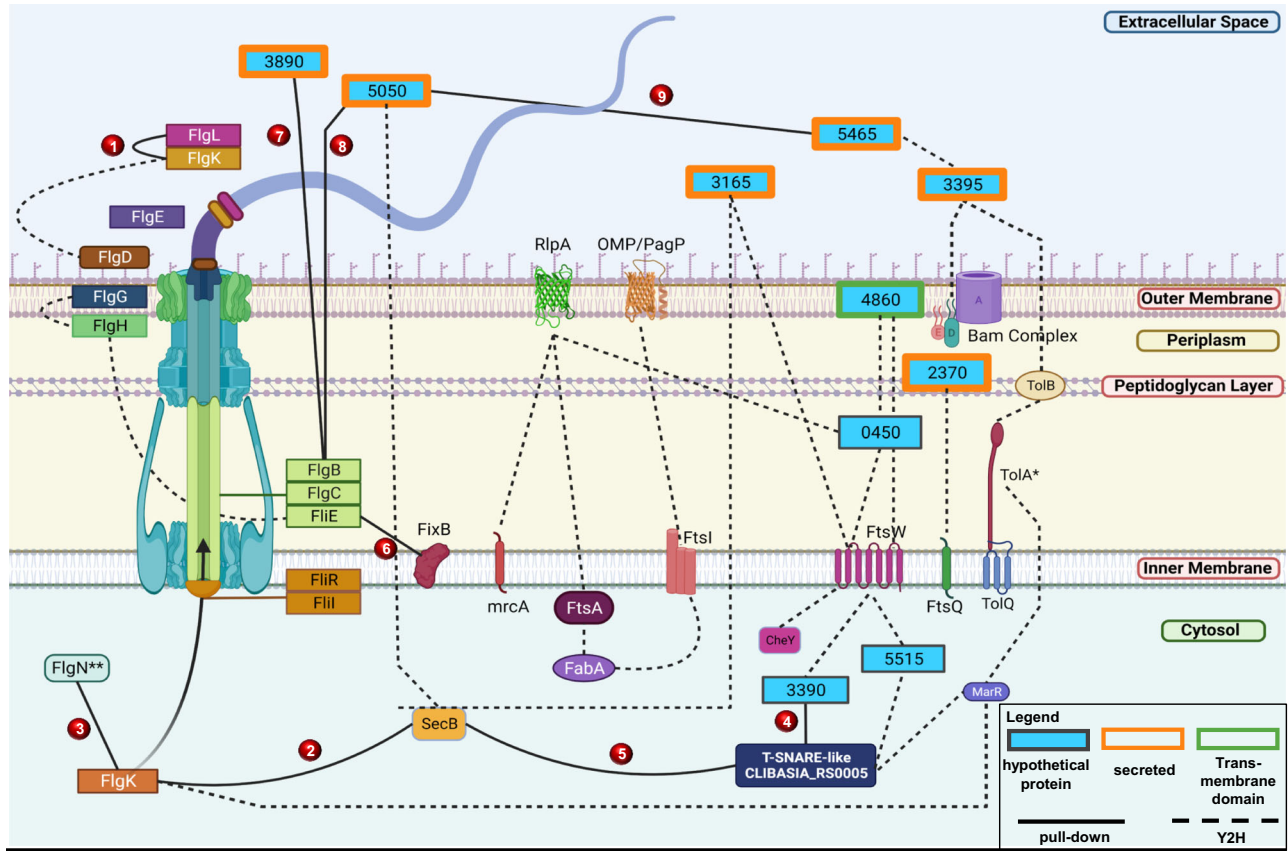 Extracellular Space
3890
5050
9
5465
7
8
1
FlgL
FlgK
3165
3395
FlgE
RlpA
OMP/PagP
FlgD
FlgG
FlgH
4860
A
E
D
Outer Membrane
Bam Complex
Periplasm
2370
TolB
Peptidoglycan Layer
0450
FlgB
FlgC
FliE
TolA*
FixB
6
FtsI
FtsW
FliR
FliI
mrcA
FtsA
FtsQ
TolQ
Inner Membrane
CheY
Cytosol
FlgN**
FabA
5515
3390
MarR
3
2
SecB
4
5
T-SNARE-like
CLIBASIA_RS0005
FlgK
Legend
hypothetical
protein
secreted
Trans-
membrane
domain
pull-down
Y2H